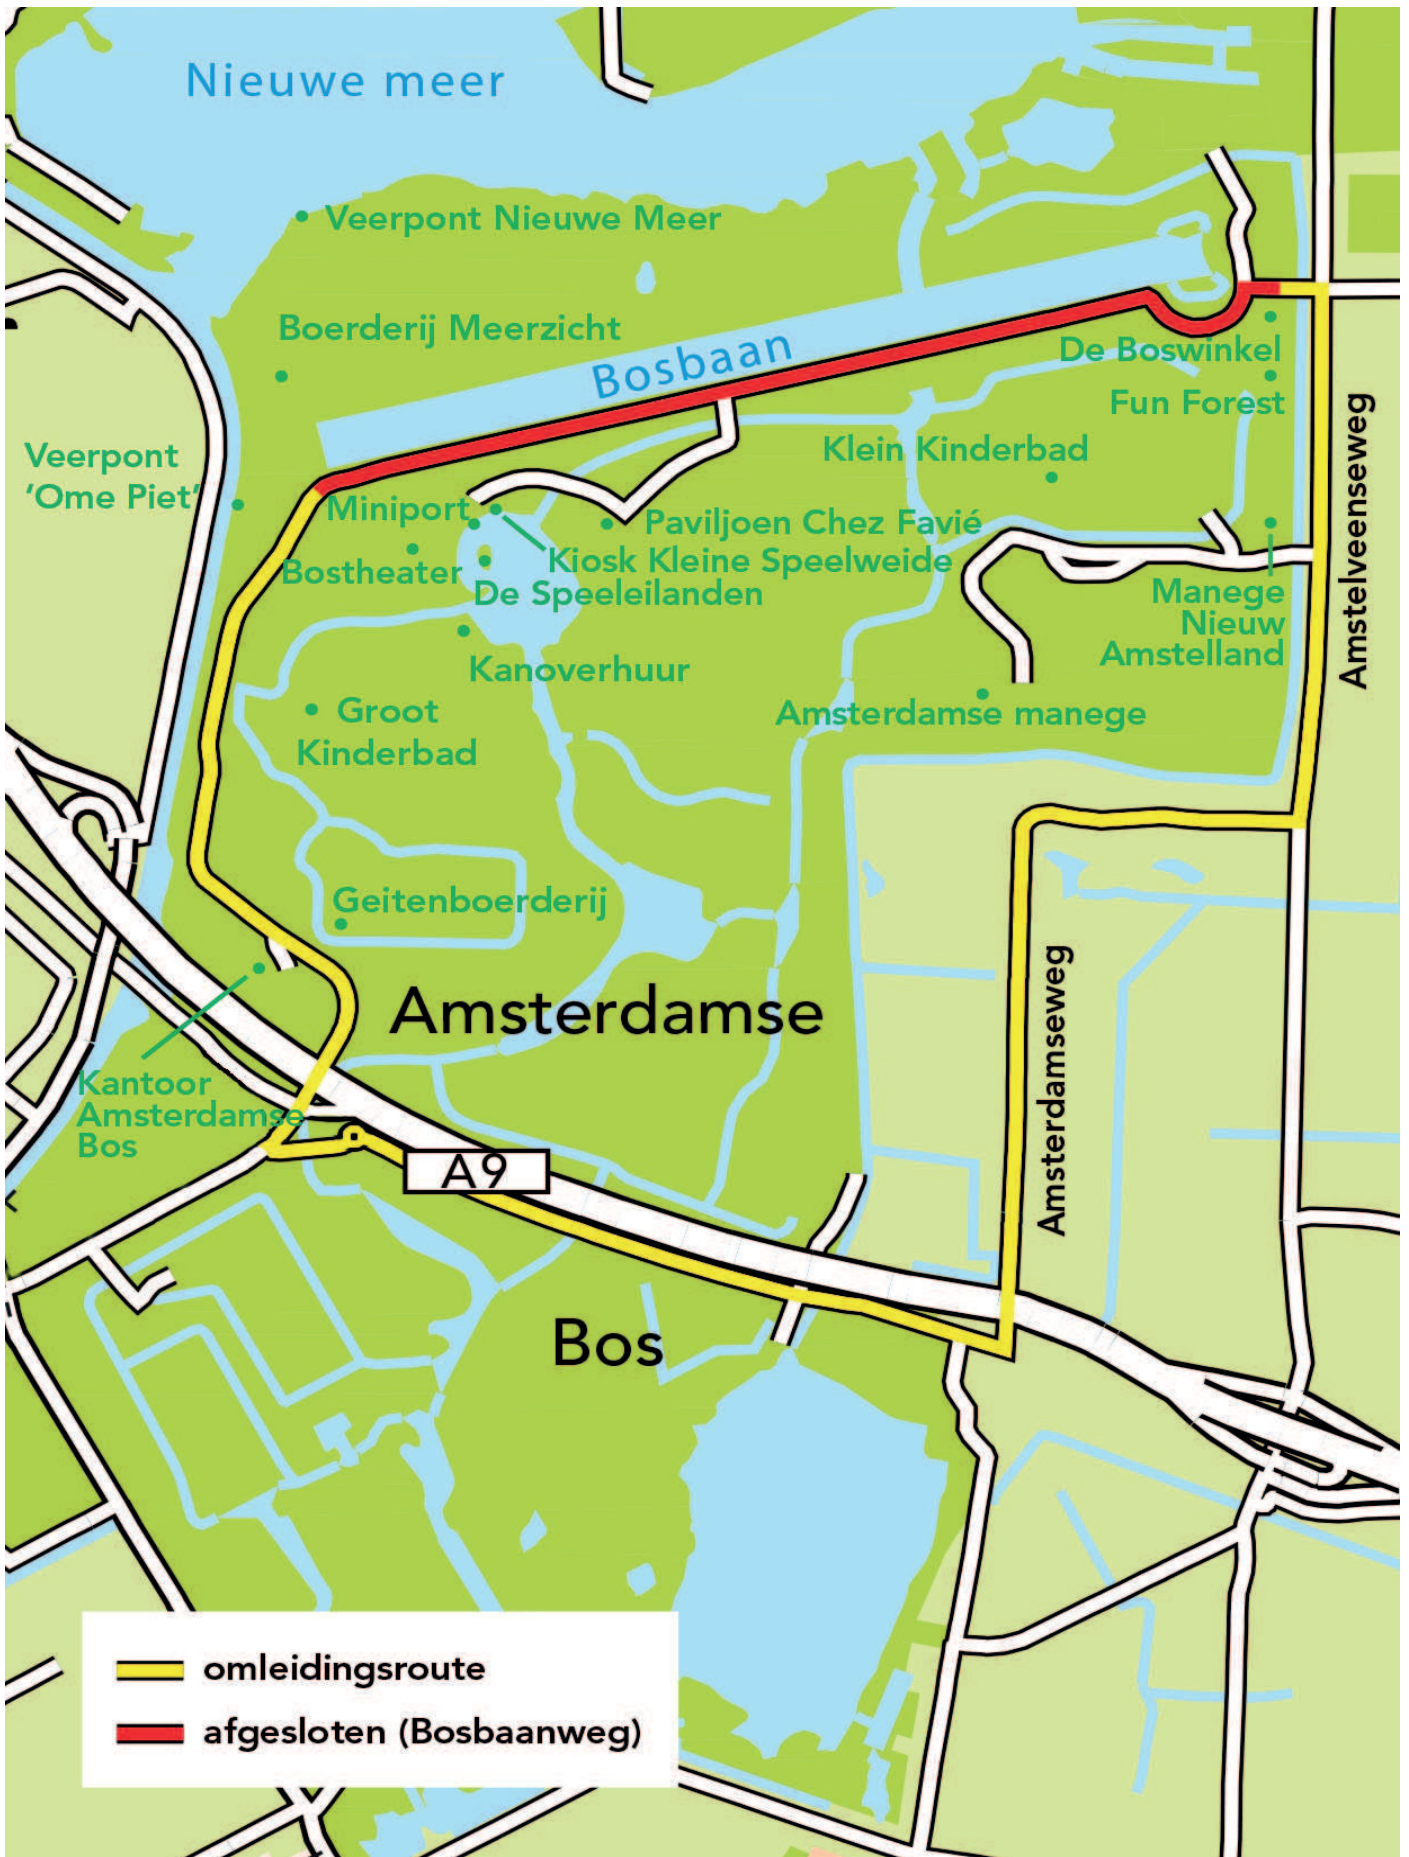 Nieuwe meer
Veerpont Nieuwe Meer
Boerderij Meerzicht
Bosbaan
De Boswinkel
Fun Forest
Amstelveenseweg
Veerpont
‘Ome Piet’
Klein Kinderbad
Miniport
Paviljoen Chez Favié
Kiosk Kleine Speelweide
Bostheater
De Speeleilanden
Manege
Nieuw
Amstelland
Kanoverhuur
Groot
Kinderbad
Amsterdamse manege
Geitenboerderij
Amsterdamse
Amsterdamseweg
Kantoor
Amsterdamse
Bos
A9
Bos
omleidingsroute
afgesloten (Bosbaanweg)